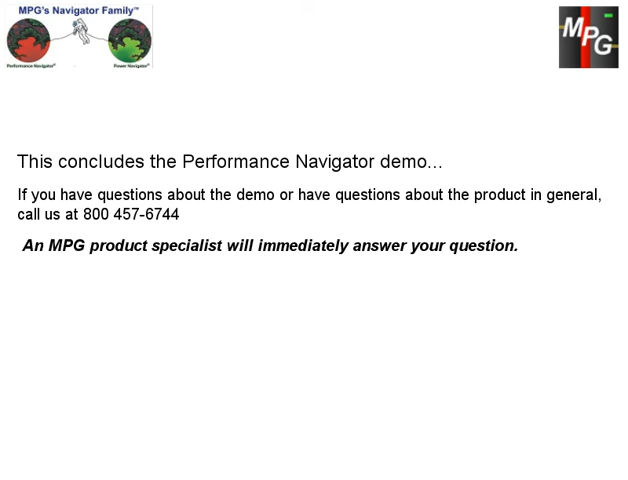 MPG's Navigator Family™
Performance Navigator®
Power Navigator®
MPG
This concludes the Performance Navigator demo...
If you have questions about the demo or have questions about the product in general,
call us at 800 457-6744
An MPG product specialist will immediately answer your question.